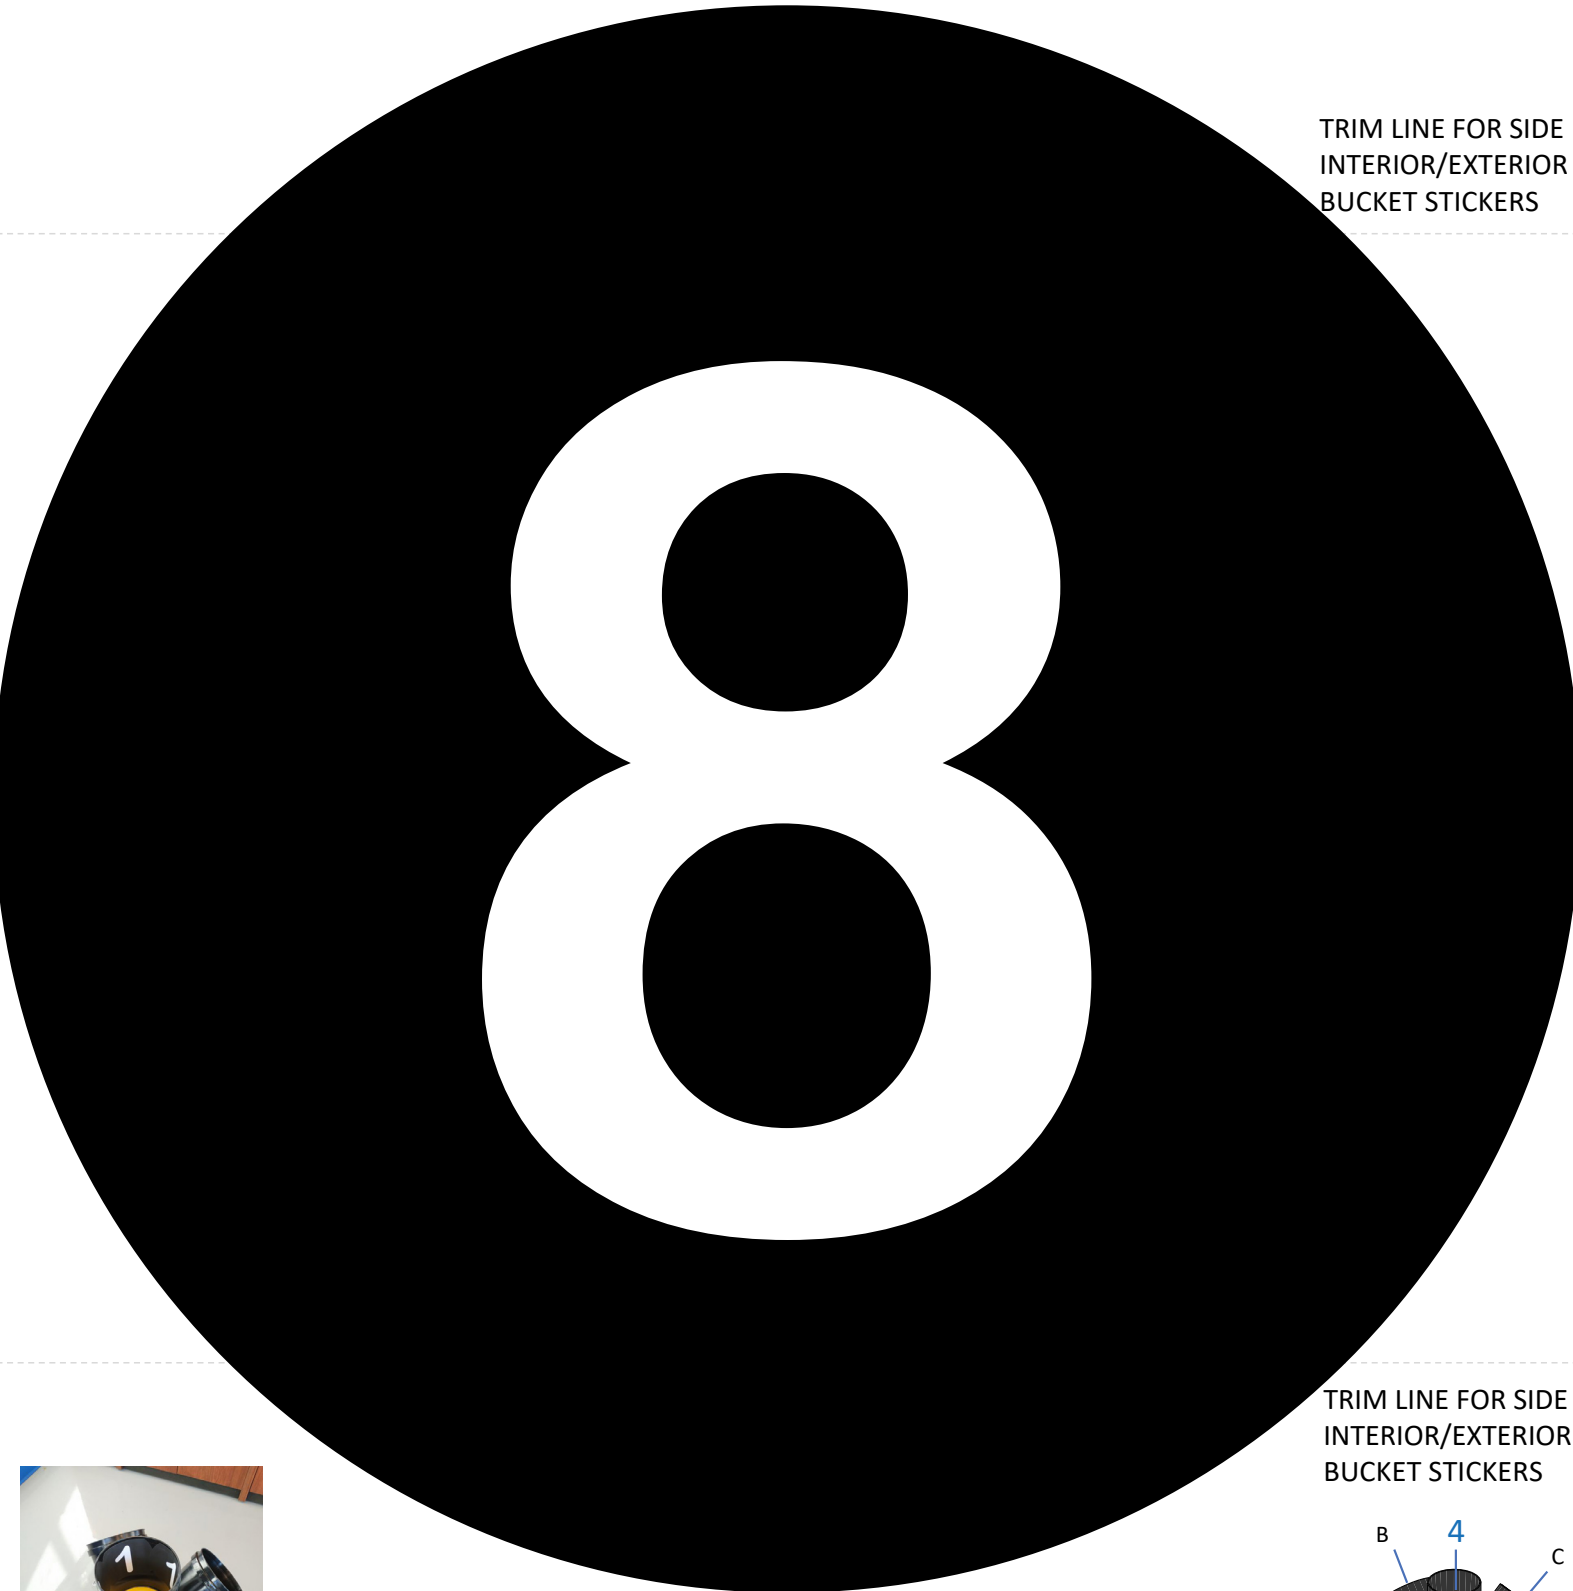 TRIM LINE FOR SIDE
INTERIOR/EXTERIOR
BUCKET STICKERS
8
TRIM LINE FOR SIDE
INTERIOR/EXTERIOR
BUCKET STICKERS
B 4 C
1